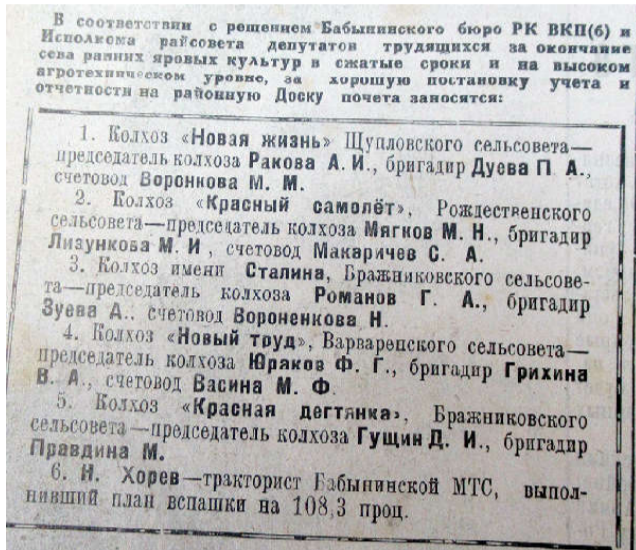 В соответствии с решением Бабынинского бюро РК ВКП(б) и
Исполкома райсовета депутатов трудящихся за окончание
сева ранних яровых культур в сжатые сроки и на высоком
агротехническом уровне, за хорошую постановку учета и
отчетности на районную Доску почета заносятся:
1. Колхоз «Новая жизнь» Щупловского сельсовета—
председатель колхоза Ракова А. И., бригадир Дуева П А.,
счетовод Воронкова М. М.
2. Колхоз «Красный самолёт», Рождественского
сельсовета—председатель колхоза Мягков М. Н., бригадир
Лизункова М. И , счетовод Макаричев С. А.
3. Колхоз имени Сталина, Бражниковского сельсове-
та—председатель колхоза Романов Г. А., бригадир
Зуева А., счетовод Вороненкова Н.
4. Колхоз «Новый труд», Варваренского сельсовета—
председатель колхоза Юраков Ф. Г., бригадир Грихина
В. А., счетовод Васина М. Ф.
5. Колхоз «Красная дегтянка», Бражниковского
сельсовета—председатель колхоза Гущин Д. И., бригадир
Правдина М.
6. Н. Хорев—тракторист Бабынинской МТС, выпол-
нивший план вспашки на 108,3 проц.